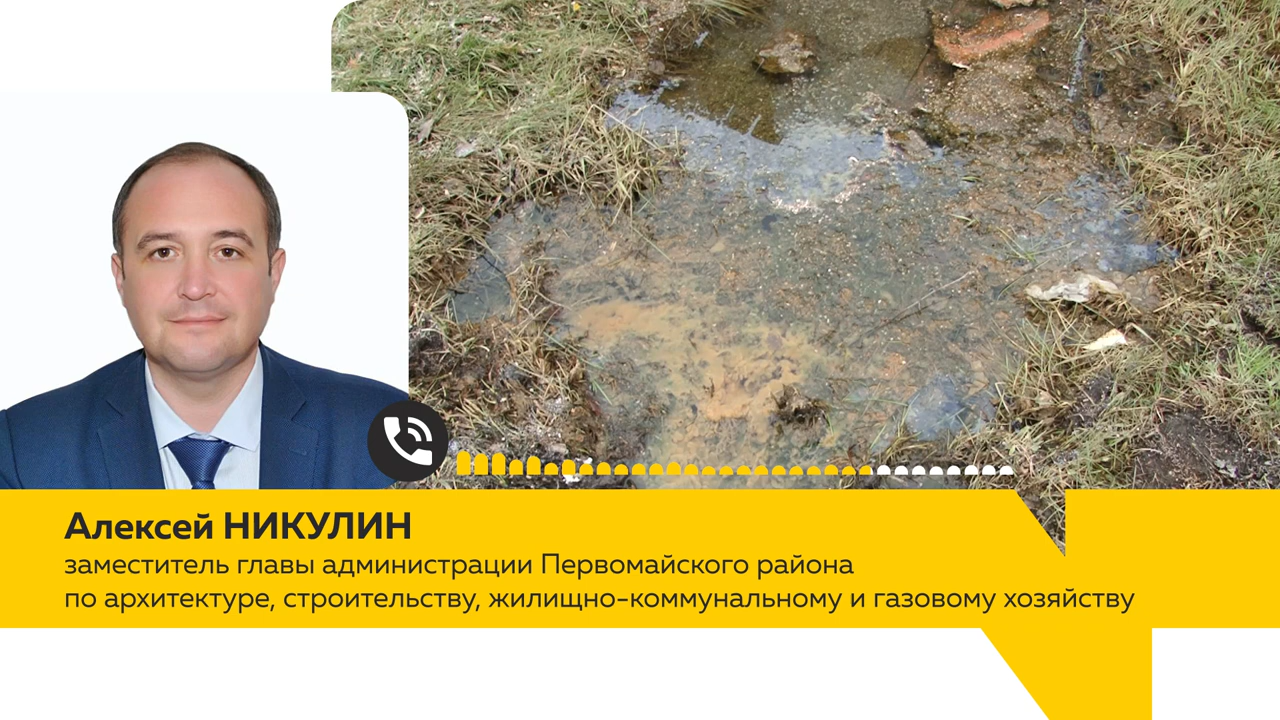 Алексей НИКУЛИН
заместитель главы администрации Первомайского района
по архитектуре, строительству, жилищно-коммунальному и газовому хозяйству